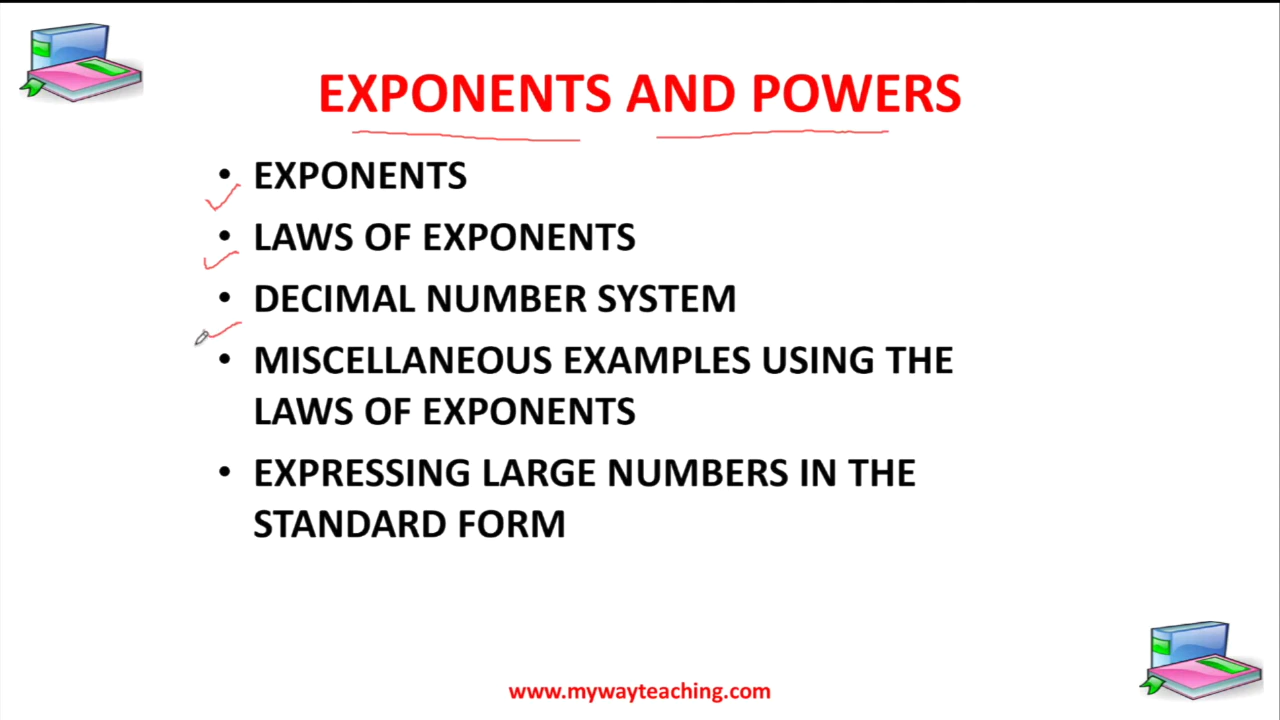 EXPONENTS AND POWERS
• EXPONENTS
• LAWS OF EXPONENTS
• DECIMAL NUMBER SYSTEM
• MISCELLANEOUS EXAMPLES USING THE
LAWS OF EXPONENTS
• EXPRESSING LARGE NUMBERS IN THE
STANDARD FORM
www.mywayteaching.com